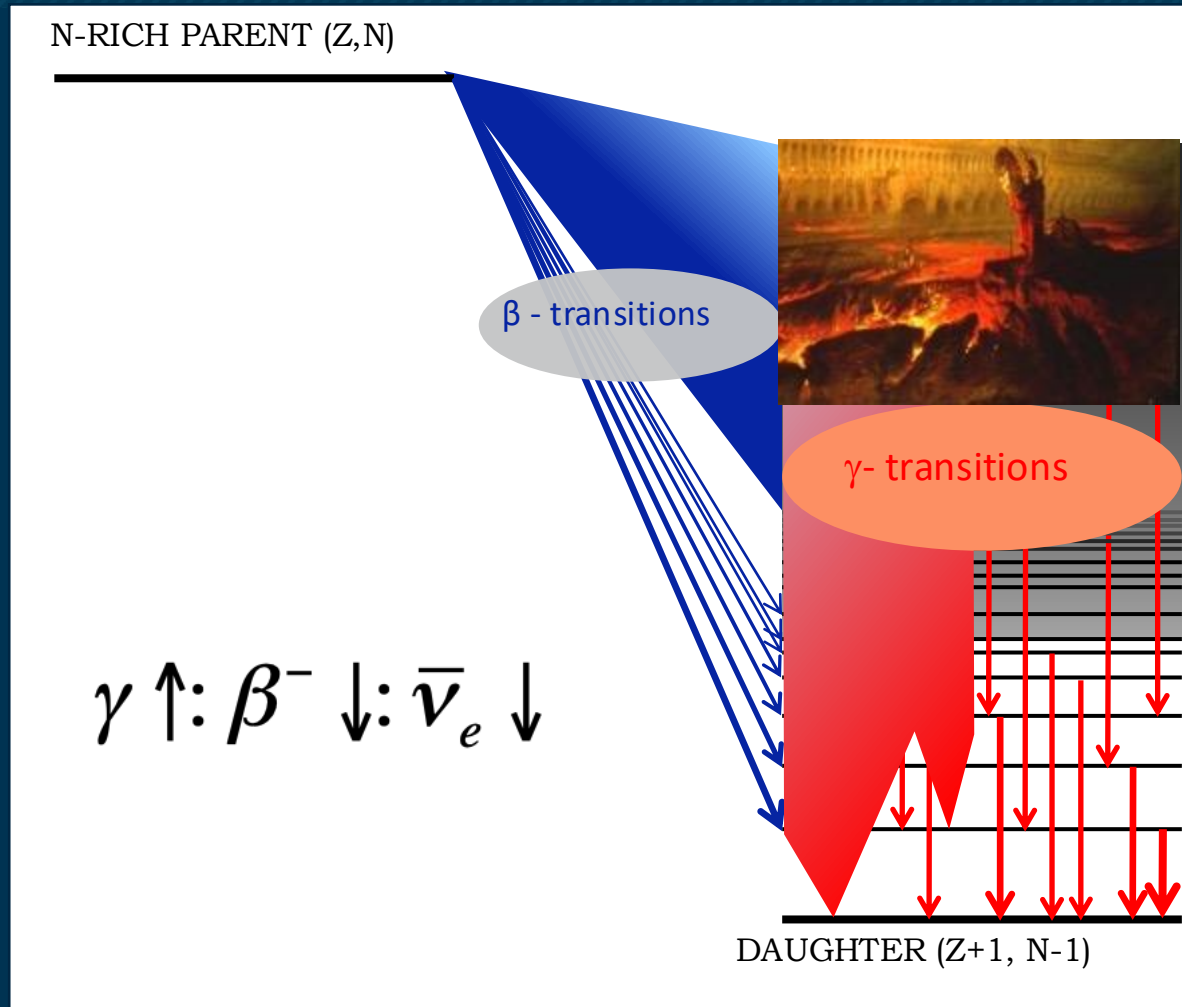 N-RICH PARENT (Z,N)
β - transitions
γ- transitions
γ ↑: β⁻ ↓: ν̅ₑ ↓
DAUGHTER (Z+1, N-1)